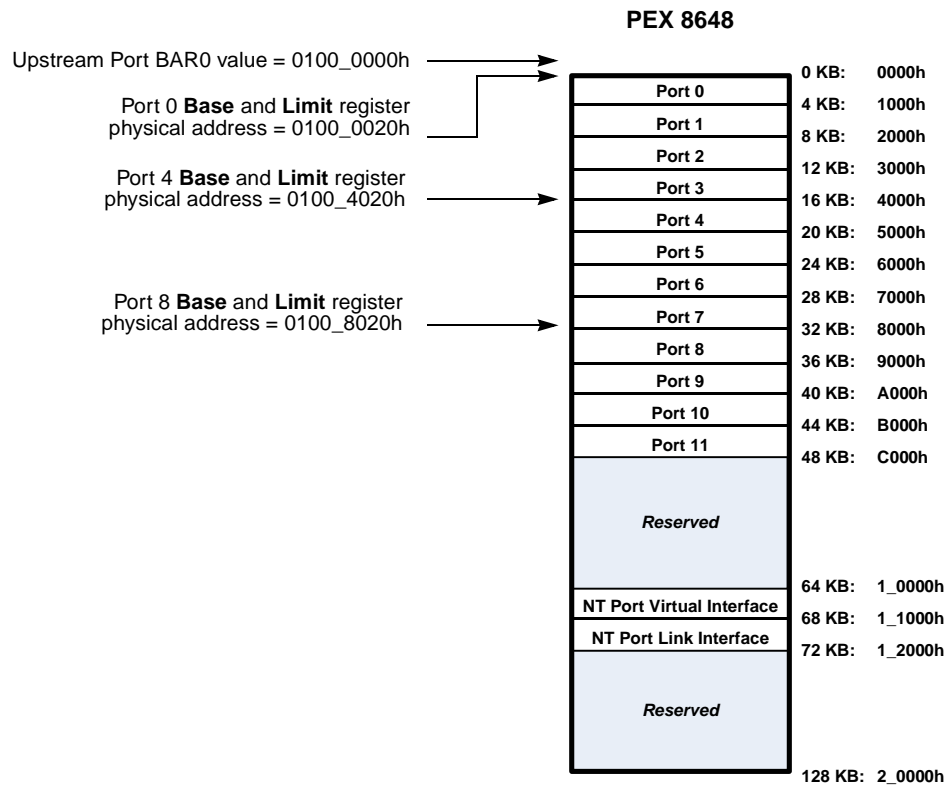 PEX 8648
Upstream Port BAR0 value = 0100_0000h
Port 0 Base and Limit register
physical address = 0100_0020h
Port 4 Base and Limit register
physical address = 0100_4020h
Port 8 Base and Limit register
physical address = 0100_8020h
0 KB: 0000h
Port 0
4 KB: 1000h
Port 1
8 KB: 2000h
Port 2
12 KB: 3000h
Port 3
16 KB: 4000h
Port 4
20 KB: 5000h
Port 5
24 KB: 6000h
Port 6
28 KB: 7000h
Port 7
32 KB: 8000h
Port 8
36 KB: 9000h
Port 9
40 KB: A000h
Port 10
44 KB: B000h
Port 11
48 KB: C000h
Reserved
64 KB: 1_0000h
NT Port Virtual Interface
68 KB: 1_1000h
NT Port Link Interface
72 KB: 1_2000h
Reserved
128 KB: 2_0000h